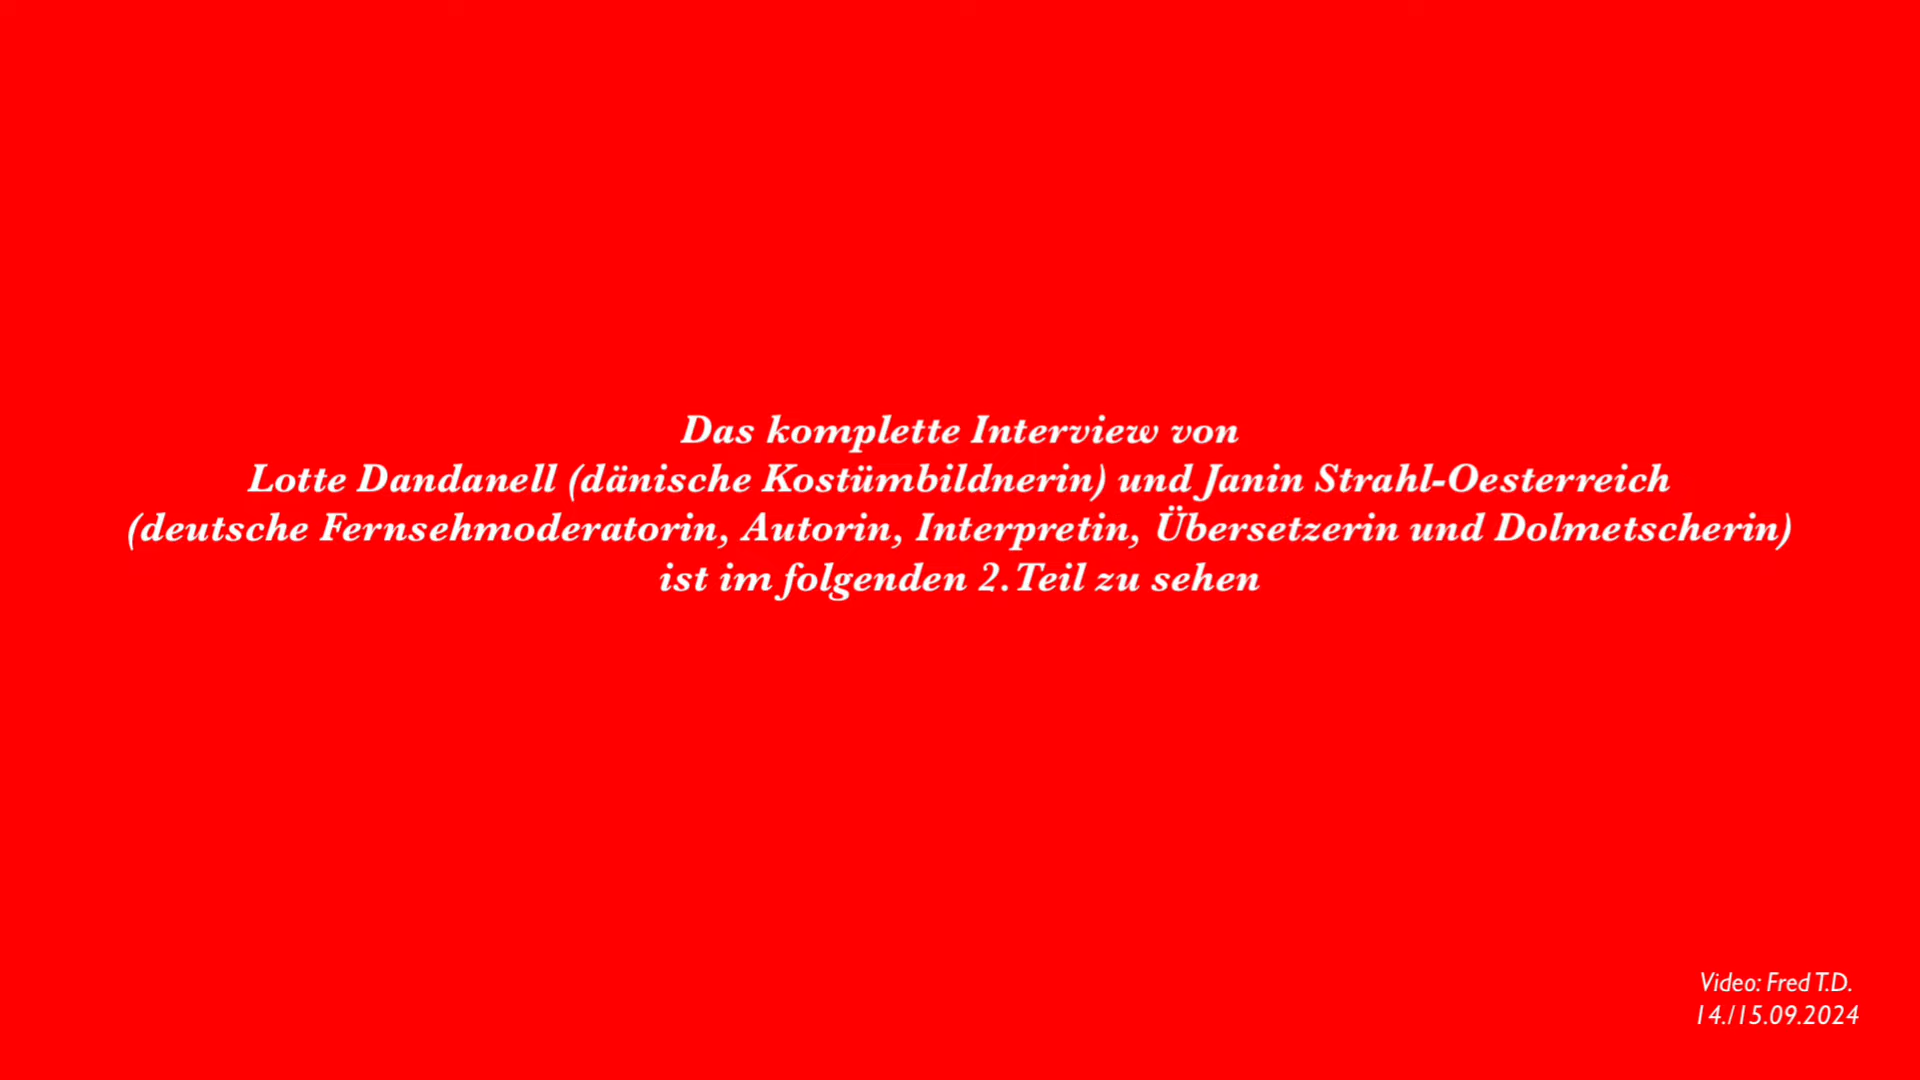 Das komplette Interview von
Lotte Dandanell (dänische Kostümbildnerin) und Janin Strahl-Oesterreich
(deutsche Fernsehmoderatorin, Autorin, Interpretin, Übersetzerin und Dolmetscherin)
ist im folgenden 2.Teil zu sehen
Video: Fred T.D.
14./15.09.2024